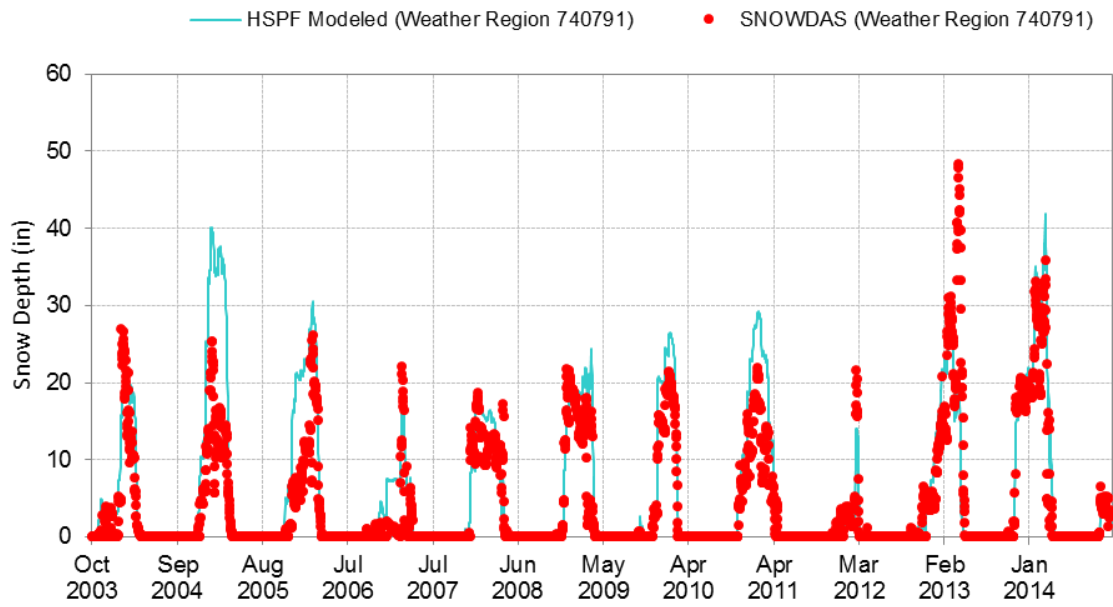 HSPF Modeled (Weather Region 740791) SNOWDAS (Weather Region 740791)
60
50
40
30
20
10
0
Snow Depth (in)
Oct Sep Aug Jul Jul Jun May Apr Apr Mar Feb Jan
2003 2004 2005 2006 2007 2008 2009 2010 2011 2012 2013 2014